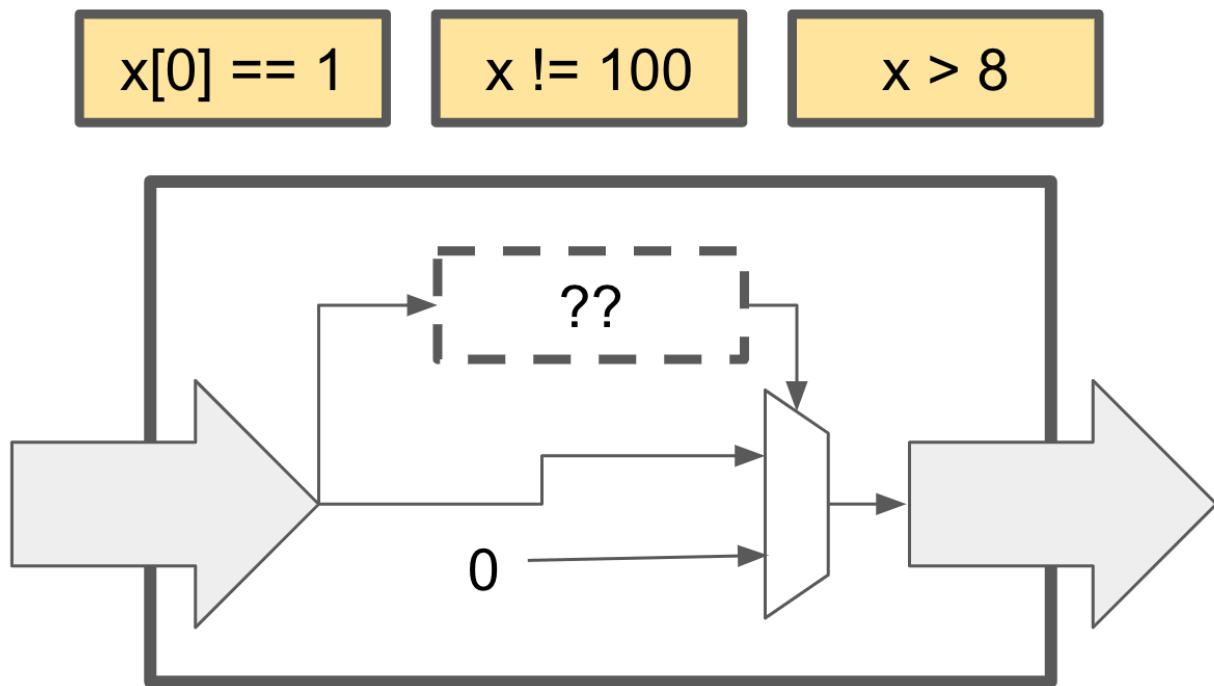 x[0] == 1
x != 100
x > 8
??
0